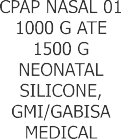 CPAP NASAL 01
1000 G ATE
1500 G
NEONATAL
SILICONE,
GMI/GABISA
MEDICAL